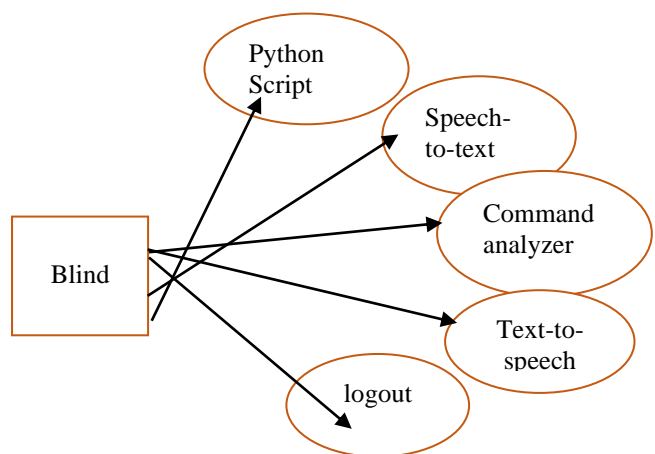 Python
Script
Speech-
to-text
Command
analyzer
Blind
Text-to-
speech
logout